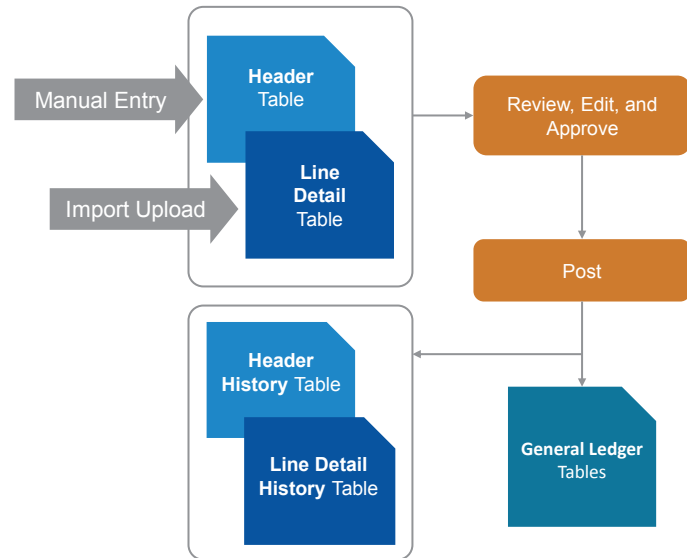 Manual Entry
Header
Table
Import Upload
Line
Detail
Table
Review, Edit, and
Approve
Post
Header
History Table
Line Detail
History Table
General Ledger
Tables